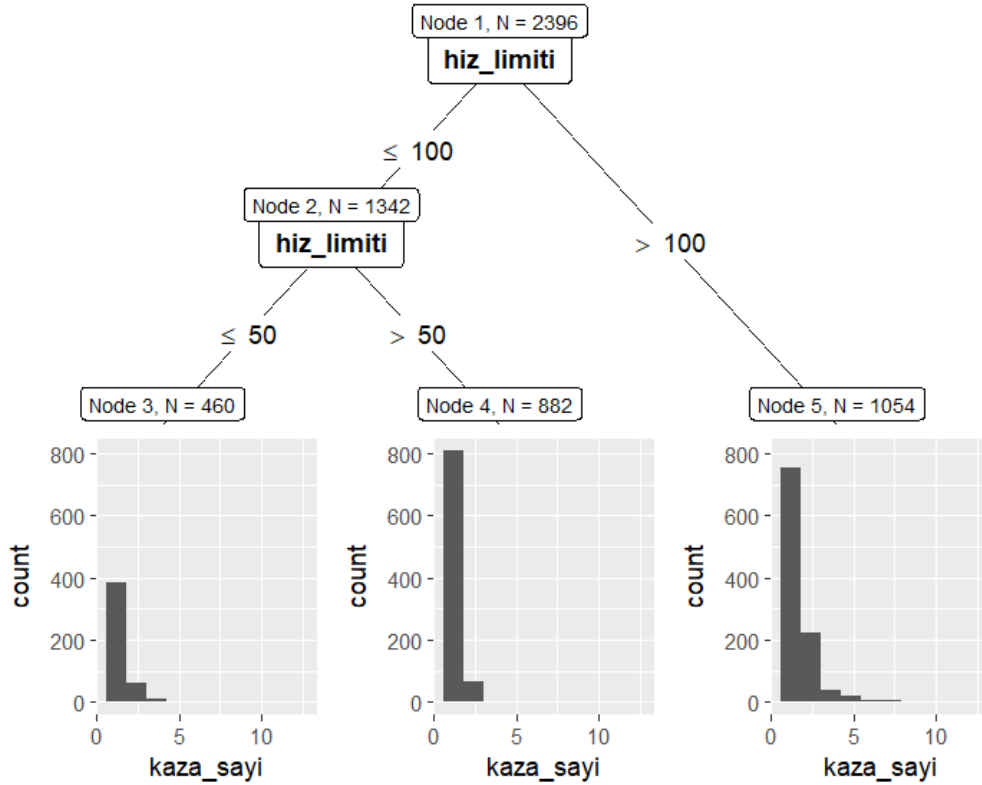 Node 1, N = 2396
hiz_limiti
≤ 100
> 100
Node 2, N = 1342
hiz_limiti
≤ 50
> 50
Node 3, N = 460
Node 4, N = 882
Node 5, N = 1054
800
600
400
200
0
count
0 5 10
kaza_sayi
800
600
400
200
0
count
0 5 10
kaza_sayi
800
600
400
200
0
count
0 5 10
kaza_sayi